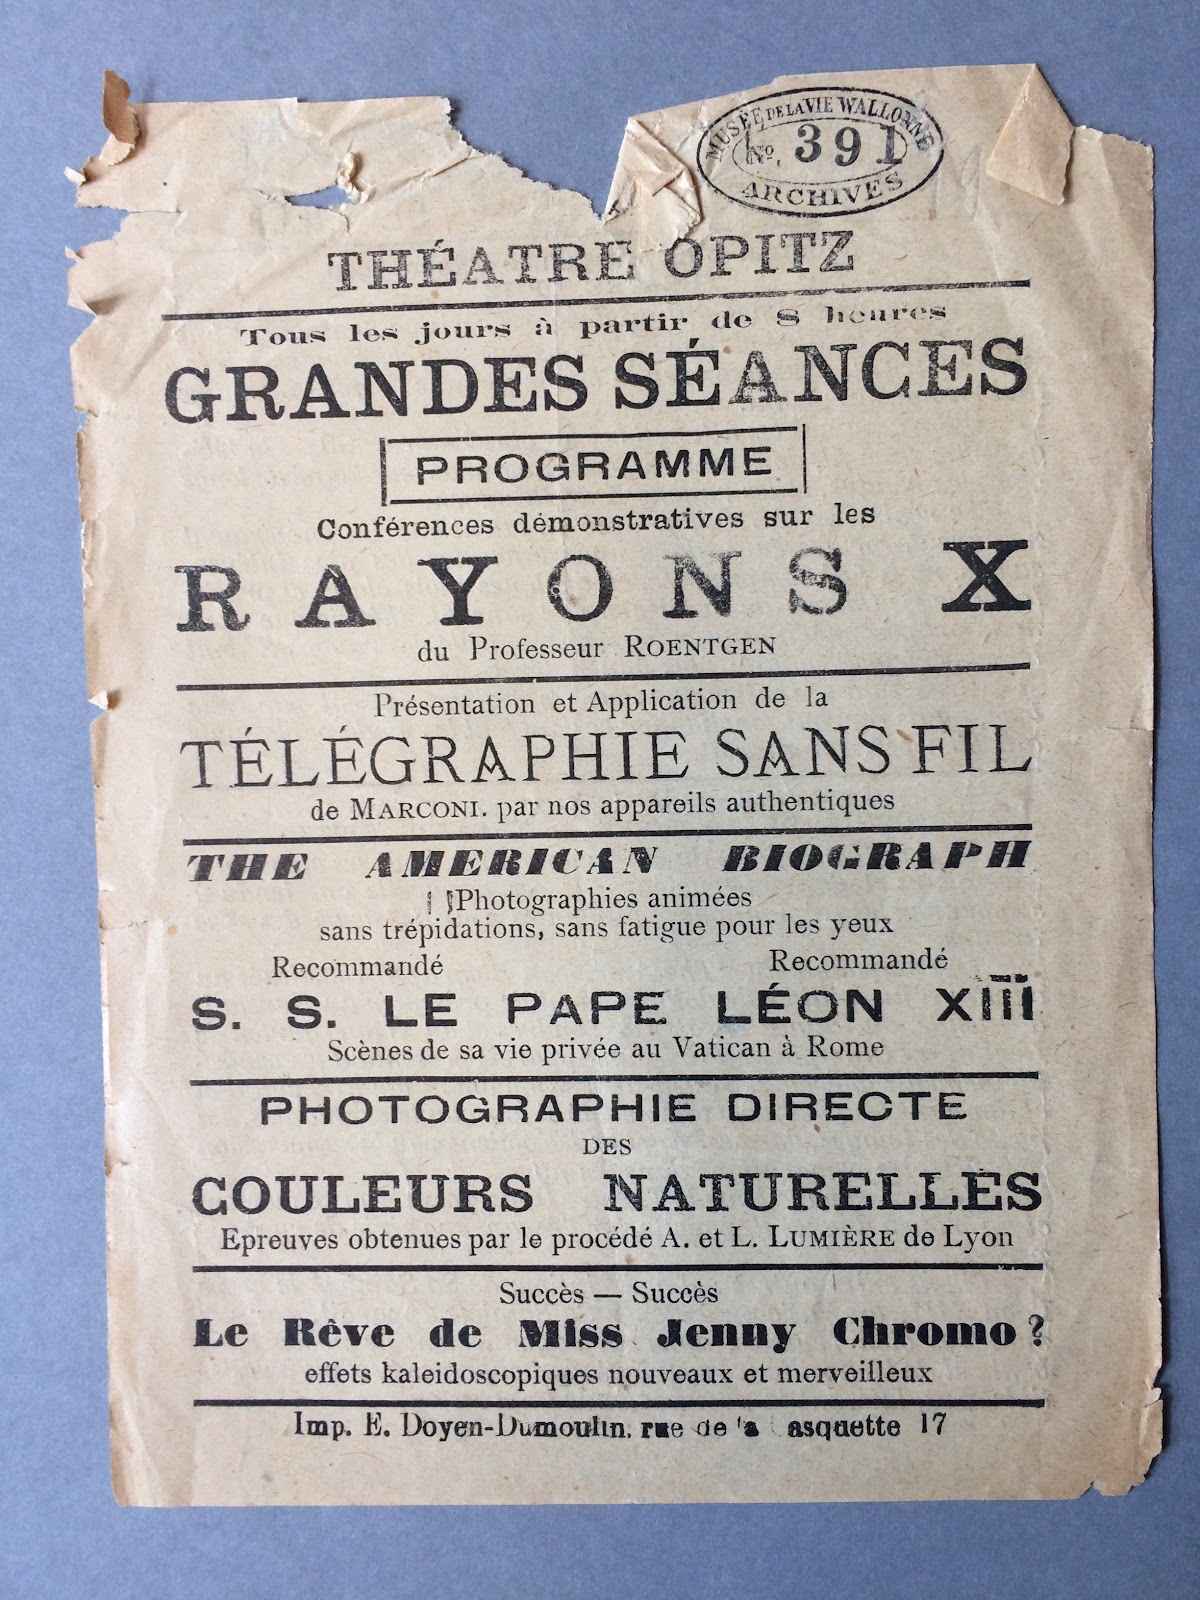 MUSÉE DE LA VIE WALLONNE
No. 391
ARCHIVES
THÉATRE OPITZ
Tous les jours à partir de 8 heures
GRANDES SÉANCES
PROGRAMME
Conférences démonstratives sur les
RAYONS X
du Professeur ROENTGEN
Présentation et Application de la
TÉLÉGRAPHIE SANS FIL
de MARCONI. par nos appareils authentiques
THE AMERICAN BIOGRAPH
Photographies animées
sans trépidations, sans fatigue pour les yeux
Recommandé Recommandé
S. S. LE PAPE LÉON XIII
Scènes de sa vie privée au Vatican à Rome
PHOTOGRAPHIE DIRECTE
DES
COULEURS NATURELLES
Epreuves obtenues par le procédé A. et L. LUMIÈRE de Lyon
Succès — Succès
Le Rêve de Miss Jenny Chromo ?
effets kaleidoscopiques nouveaux et merveilleux
Imp. E. Doyen-Dumoulin, rue de la asquette 17